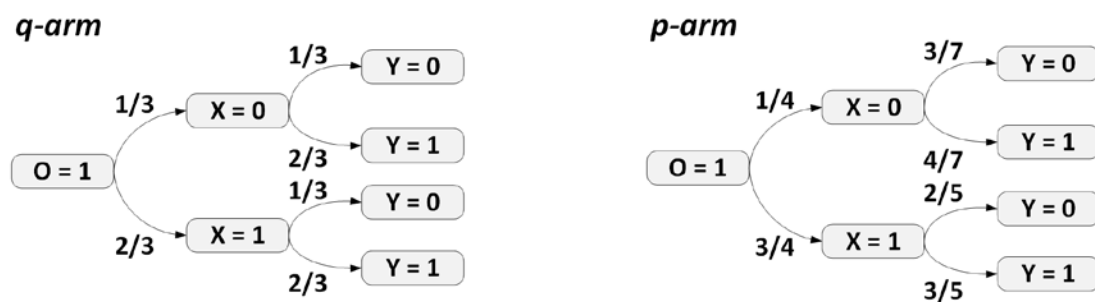 q-arm
1/3
Y = 0
1/3
X = 0
2/3
Y = 1
O = 1
1/3
Y = 0
2/3
X = 1
2/3
Y = 1
p-arm
3/7
Y = 0
1/4
X = 0
4/7
Y = 1
O = 1
2/5
Y = 0
3/4
X = 1
3/5
Y = 1